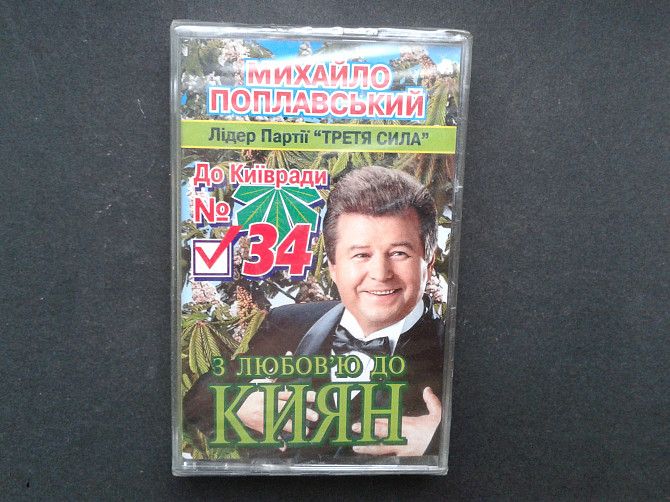 МИХАЙЛО
ПОПЛАВСЬКИЙ
Лідер Партії “ТРЕТЯ СИЛА”
До Київради
№
34
З ЛЮБОВ'Ю ДО
КИЯН